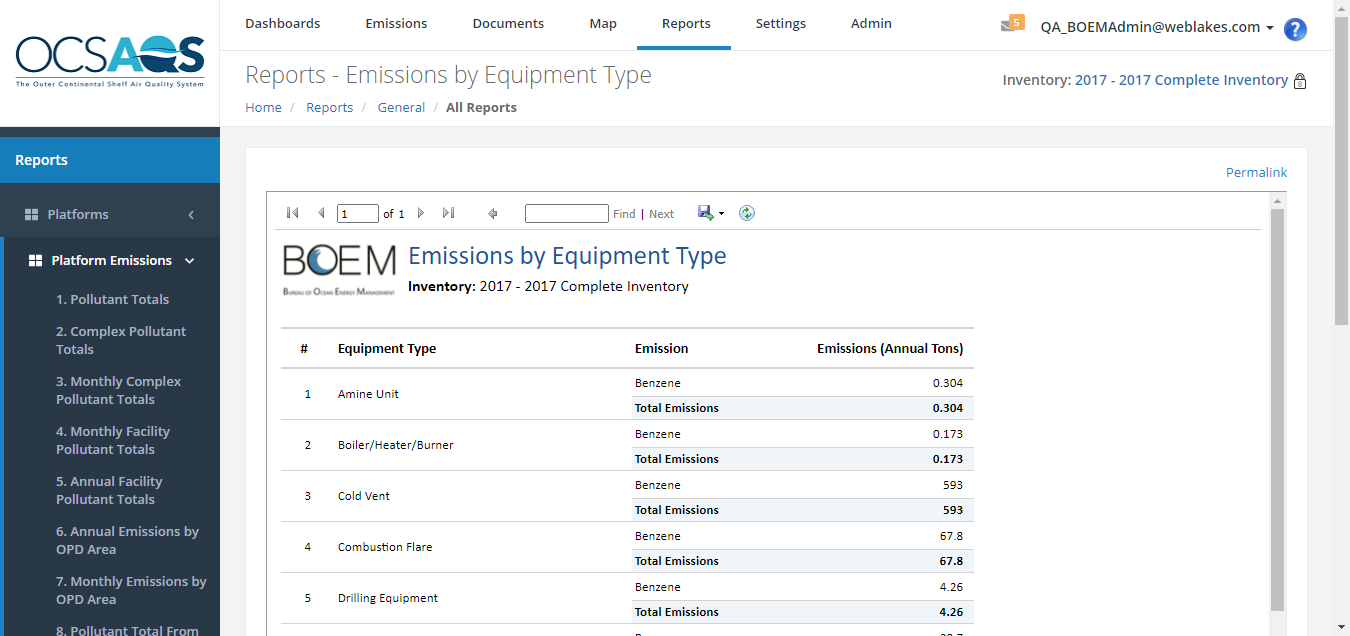 OCSAQS
The Outer Continental Shelf Air Quality System
Dashboards Emissions Documents Map Reports Settings Admin
5 QA_BOEMAdmin@weblakes.com ?
Reports - Emissions by Equipment Type
Inventory: 2017 - 2017 Complete Inventory
Home / Reports / General / All Reports
Reports
Platforms
Platform Emissions
1. Pollutant Totals
2. Complex Pollutant
Totals
3. Monthly Complex
Pollutant Totals
4. Monthly Facility
Pollutant Totals
5. Annual Facility
Pollutant Totals
6. Annual Emissions by
OPD Area
7. Monthly Emissions by
OPD Area
8. Pollutant Total From
Permalink
1 of 1 Find | Next
BOEM
Bureau of Ocean Energy Management
Emissions by Equipment Type
Inventory: 2017 - 2017 Complete Inventory
# Equipment Type Emission Emissions (Annual Tons)
1 Amine Unit Benzene 0.304
Total Emissions 0.304
2 Boiler/Heater/Burner Benzene 0.173
Total Emissions 0.173
3 Cold Vent Benzene 593
Total Emissions 593
4 Combustion Flare Benzene 67.8
Total Emissions 67.8
5 Drilling Equipment Benzene 4.26
Total Emissions 4.26